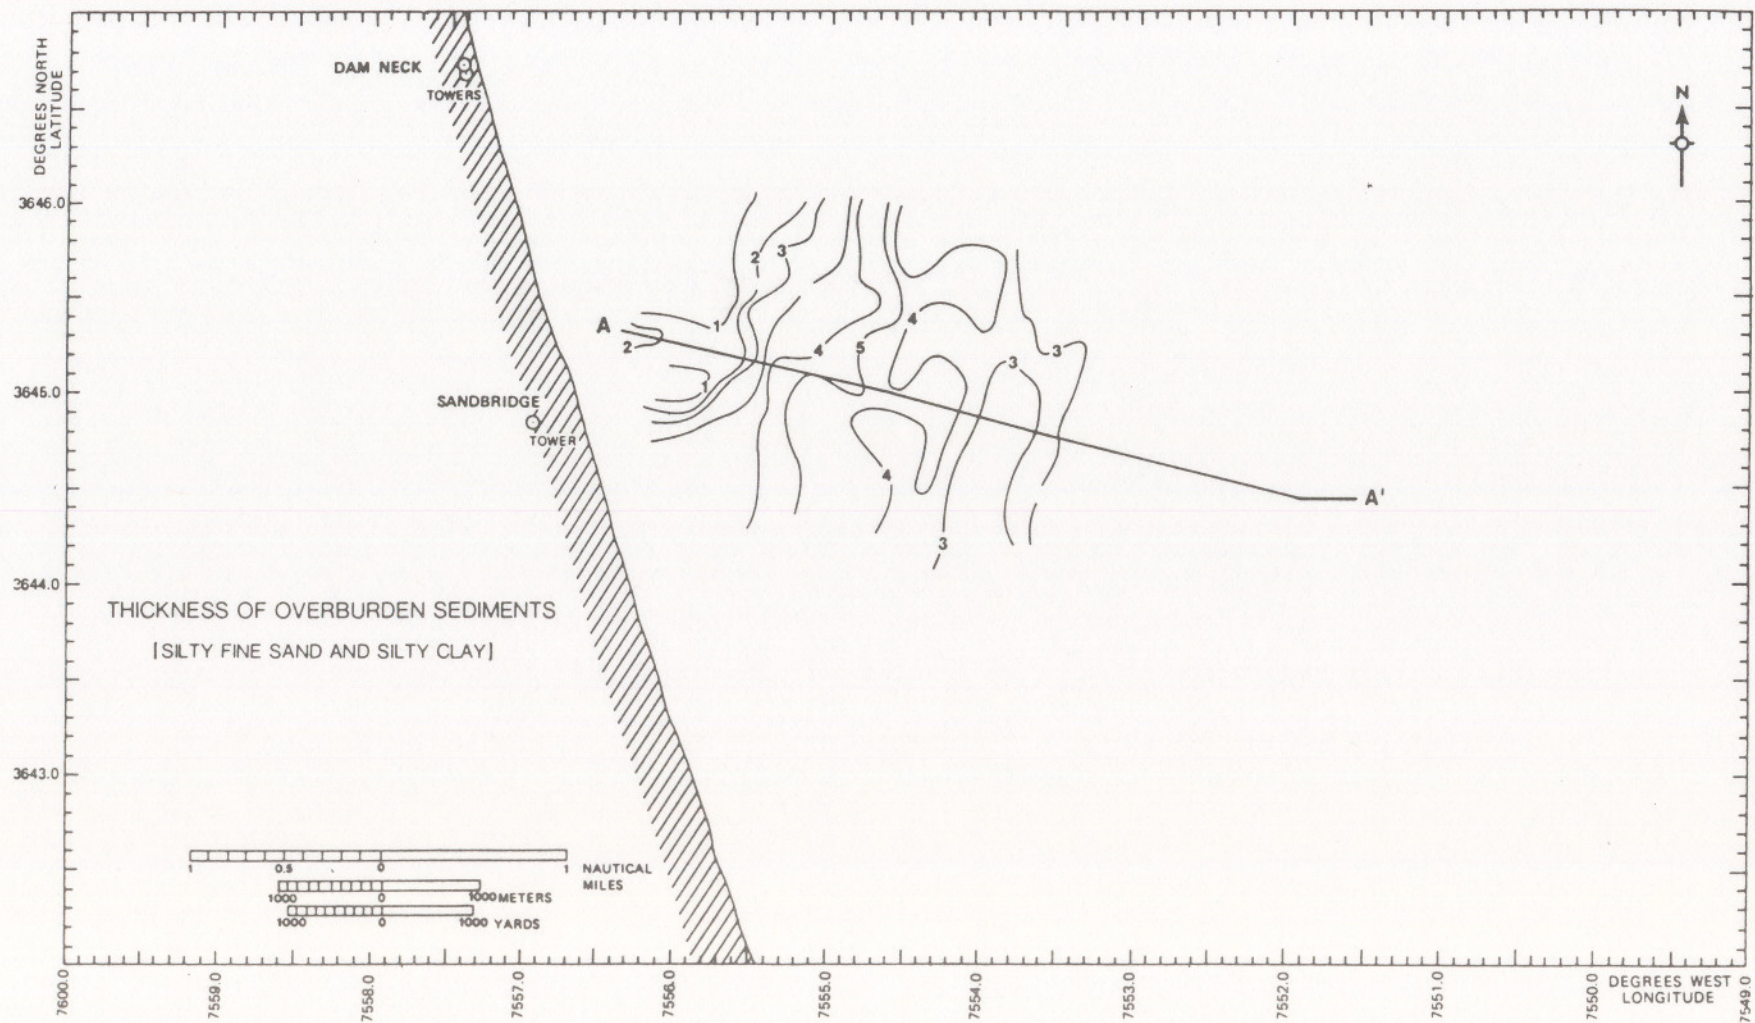 DEGREES NORTH
LATITUDE
DAM NECK
TOWERS
N
3646.0
2 3
A 1 4
2 4 5 3 3
3645.0
1
SANDBRIDGE
TOWER
4
A'
3
3644.0
THICKNESS OF OVERBURDEN SEDIMENTS
[SILTY FINE SAND AND SILTY CLAY]
3643.0
1 0.5 0 1 NAUTICAL
MILES
1000 0 1000 METERS
1000 0 1000 YARDS
7600.0 7559.0 7558.0 7557.0 7556.0 7555.0 7554.0 7553.0 7552.0 7551.0 7550.0 7549.0
DEGREES WEST
LONGITUDE